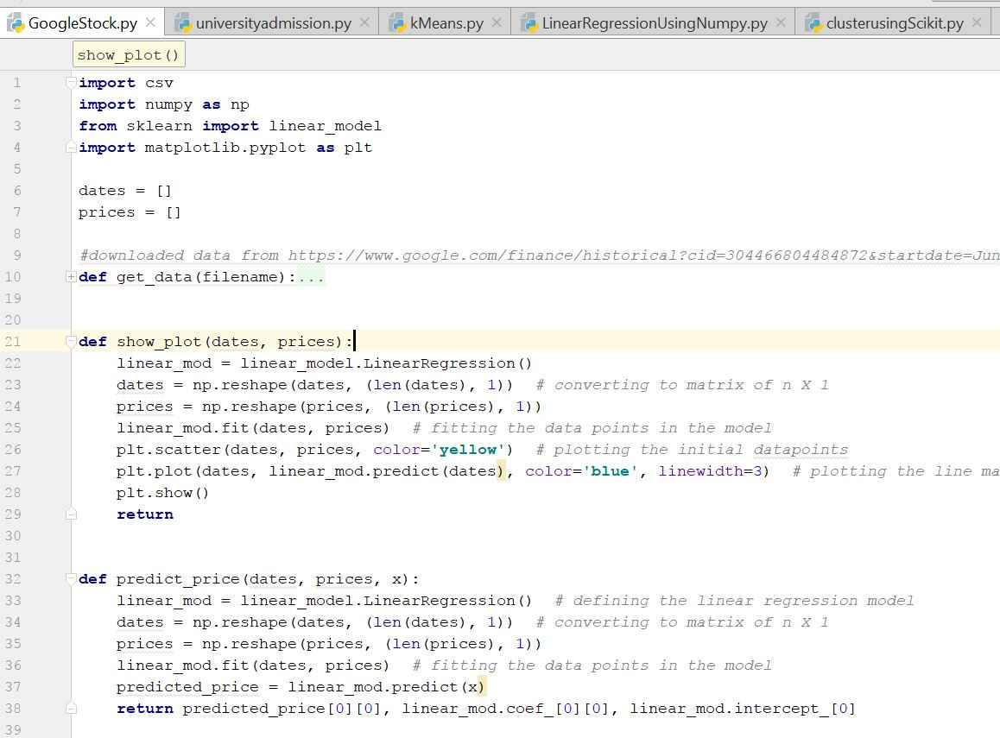 GoogleStock.py universityadmission.py kMeans.py LinearRegressionUsingNumpy.py clusterusingScikit.py
show_plot()
1 import csv
2 import numpy as np
3 from sklearn import linear_model
4 import matplotlib.pyplot as plt
5
6 dates = []
7 prices = []
8
9 #downloaded data from https://www.google.com/finance/historical?cid=304466804484872&startdate=Jun
10 def get_data(filename):...
19
20
21 def show_plot(dates, prices):
22     linear_mod = linear_model.LinearRegression()
23     dates = np.reshape(dates, (len(dates), 1))  # converting to matrix of n X 1
24     prices = np.reshape(prices, (len(prices), 1))
25     linear_mod.fit(dates, prices)  # fitting the data points in the model
26     plt.scatter(dates, prices, color='yellow')  # plotting the initial datapoints
27     plt.plot(dates, linear_mod.predict(dates), color='blue', linewidth=3)  # plotting the line ma
28     plt.show()
29     return
30
31
32 def predict_price(dates, prices, x):
33     linear_mod = linear_model.LinearRegression()  # defining the linear regression model
34     dates = np.reshape(dates, (len(dates), 1))  # converting to matrix of n X 1
35     prices = np.reshape(prices, (len(prices), 1))
36     linear_mod.fit(dates, prices)  # fitting the data points in the model
37     predicted_price = linear_mod.predict(x)
38     return predicted_price[0][0], linear_mod.coef_[0][0], linear_mod.intercept_[0]
39